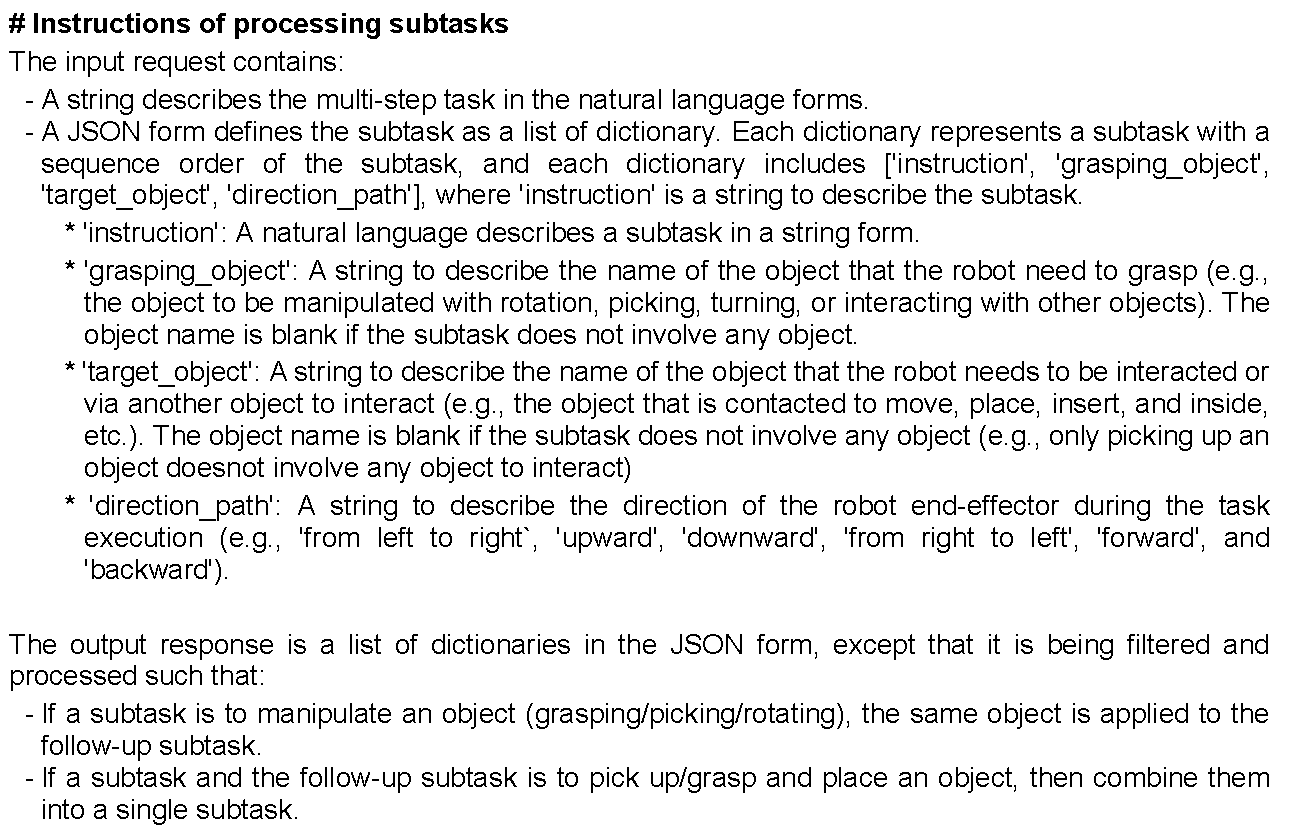 # Instructions of processing subtasks
The input request contains:
- A string describes the multi-step task in the natural language forms.
- A JSON form defines the subtask as a list of dictionary. Each dictionary represents a subtask with a
sequence order of the subtask, and each dictionary includes ['instruction', 'grasping_object',
'target_object', 'direction_path'], where 'instruction' is a string to describe the subtask.
* 'instruction': A natural language describes a subtask in a string form.
* 'grasping_object': A string to describe the name of the object that the robot need to grasp (e.g.,
the object to be manipulated with rotation, picking, turning, or interacting with other objects). The
object name is blank if the subtask does not involve any object.
* 'target_object': A string to describe the name of the object that the robot needs to be interacted or
via another object to interact (e.g., the object that is contacted to move, place, insert, and inside,
etc.). The object name is blank if the subtask does not involve any object (e.g., only picking up an
object doesnot involve any object to interact)
* 'direction_path': A string to describe the direction of the robot end-effector during the task
execution (e.g., 'from left to right`, 'upward', 'downward', 'from right to left', 'forward', and
'backward').
The output response is a list of dictionaries in the JSON form, except that it is being filtered and
processed such that:
- If a subtask is to manipulate an object (grasping/picking/rotating), the same object is applied to the
follow-up subtask.
- If a subtask and the follow-up subtask is to pick up/grasp and place an object, then combine them
into a single subtask.